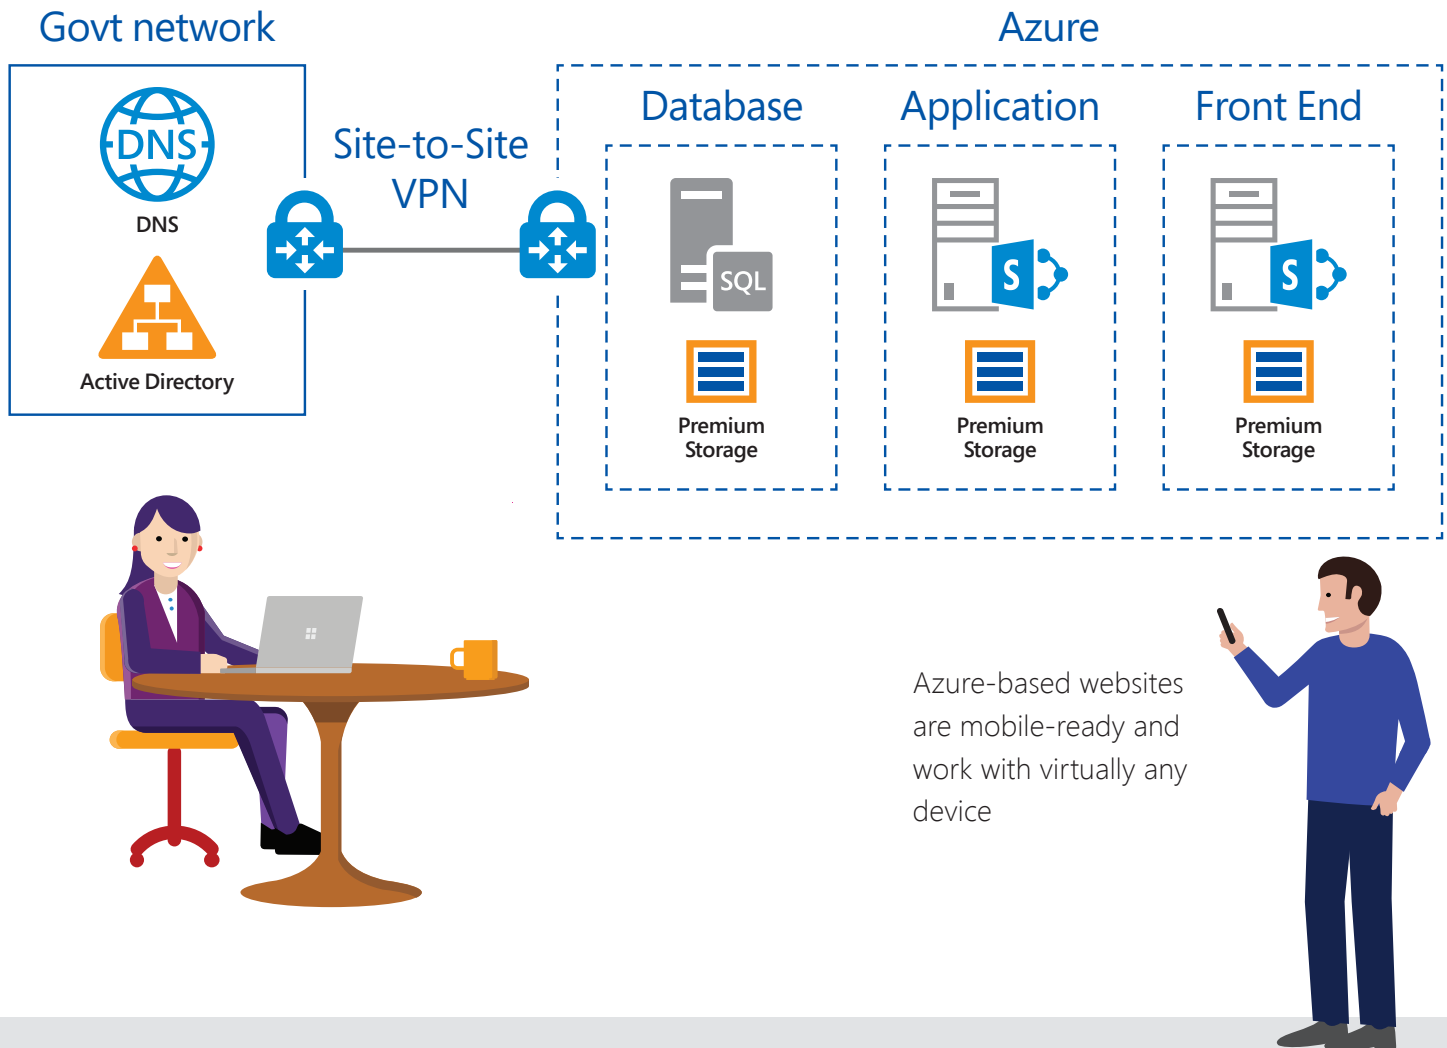 Govt network
Azure
DNS
DNS
Active Directory
Site-to-Site
VPN
Database
SQL
Premium
Storage
Application
S
Premium
Storage
Front End
S
Premium
Storage
Azure-based websites
are mobile-ready and
work with virtually any
device